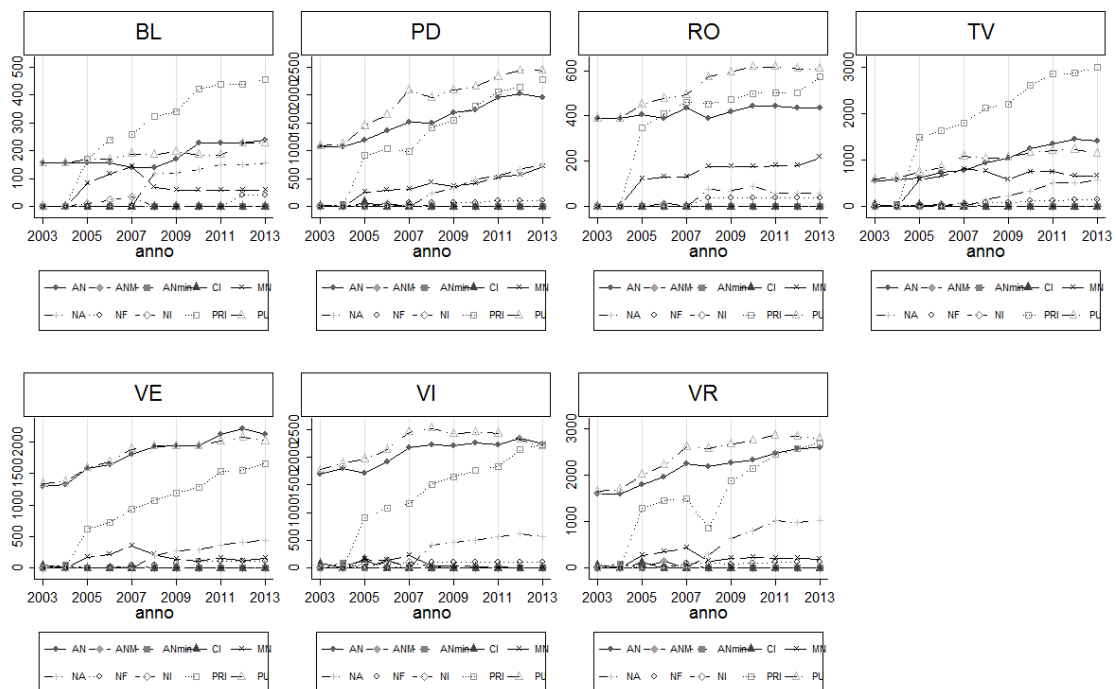 BL
0 100 200 300 400 500
2003 2005 2007 2009 2011 2013
anno
AN ANM ANmin CI MN
NA NF NI PRI PU
PD
0 500 1000 1500 2000 2500
2003 2005 2007 2009 2011 2013
anno
AN ANM ANmin CI MN
NA NF NI PRI PU
RO
0 200 400 600
2003 2005 2007 2009 2011 2013
anno
AN ANM ANmin CI MN
NA NF NI PRI PU
TV
0 1000 2000 3000
2003 2005 2007 2009 2011 2013
anno
AN ANM ANmin CI MN
NA NF NI PRI PU
VE
0 500 1000 1500 2000
2003 2005 2007 2009 2011 2013
anno
AN ANM ANmin CI MN
NA NF NI PRI PU
VI
0 500 1000 1500 2000 2500
2003 2005 2007 2009 2011 2013
anno
AN ANM ANmin CI MN
NA NF NI PRI PU
VR
0 1000 2000 3000
2003 2005 2007 2009 2011 2013
anno
AN ANM ANmin CI MN
NA NF NI PRI PU